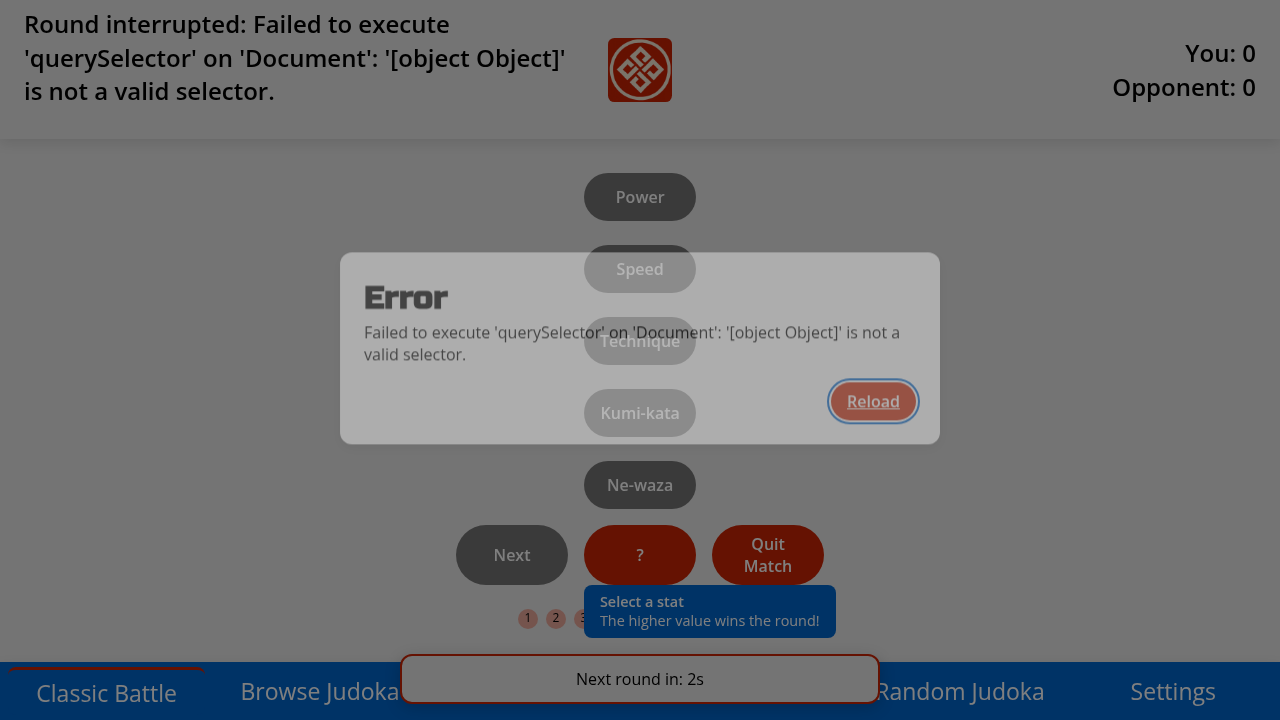 Round interrupted: Failed to execute
'querySelector' on 'Document': '[object Object]'
is not a valid selector.
You: 0
Opponent: 0
Power
Speed
Error
Failed to execute 'querySelector' on 'Document': '[object Object]' is not a
valid selector.
Technique
Kumi-kata
Reload
Ne-waza
Next
?
Quit
Match
1
2
3
Select a stat
The higher value wins the round!
Next round in: 2s
Classic Battle
Browse Judoka
Random Judoka
Settings